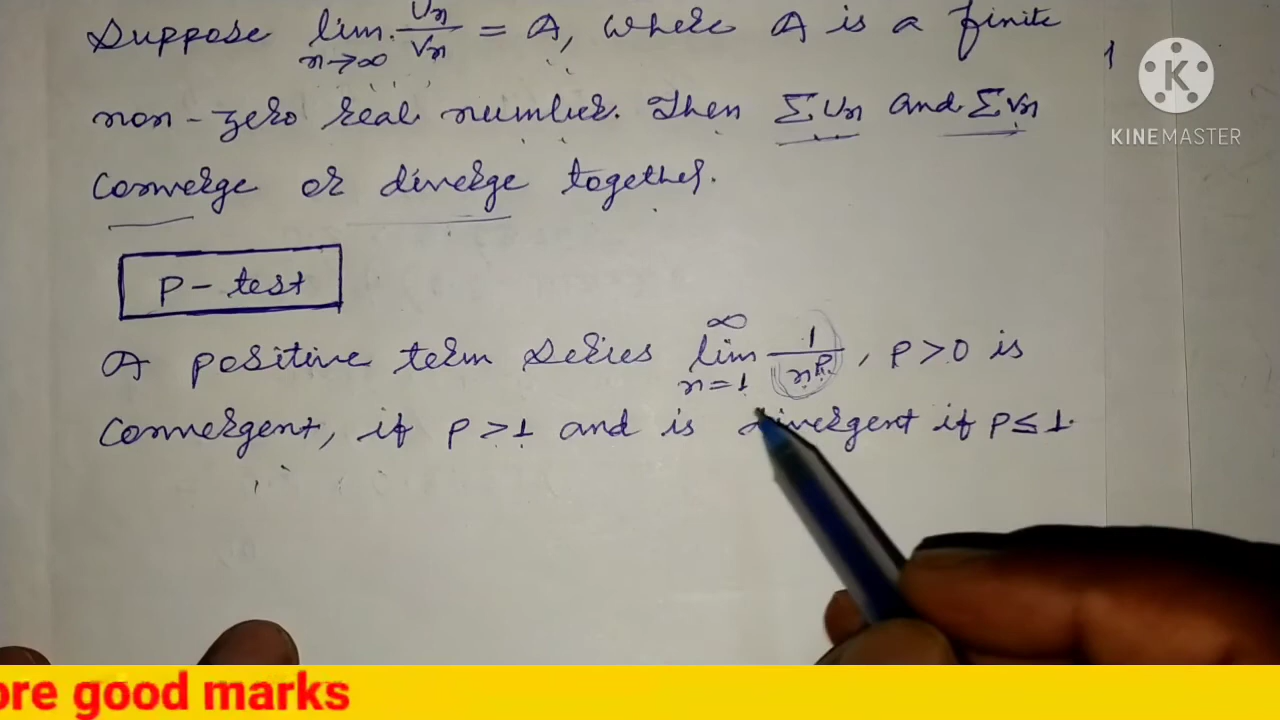 Suppose lim n→∞ Un/Vn = A, where A is a finite
non-zero real number. Then ΣUn and ΣVn
converge or diverge together.
P-test
A positive term series lim n=1 ∞ 1/n^p, P>0 is
Convergent, if P>1 and is divergent if P≤1.
KINEMASTER
ore good marks